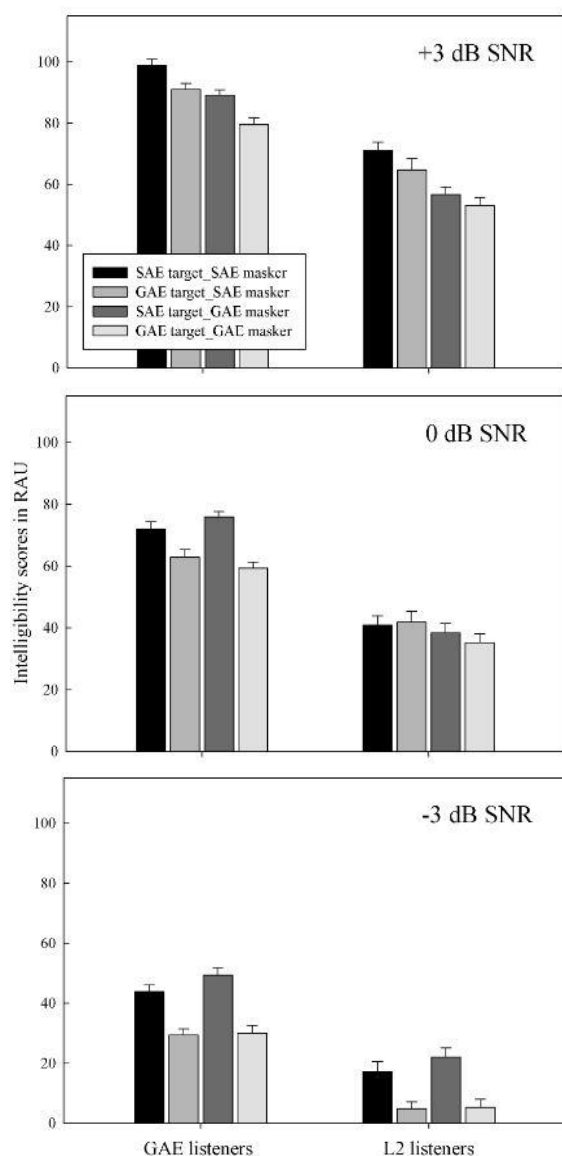 +3 dB SNR
100
80
60
40
20
0
SAE target_SAE masker
GAE target_SAE masker
SAE target_GAE masker
GAE target_GAE masker
Intelligibility scores in RAU
0 dB SNR
100
80
60
40
20
0
-3 dB SNR
100
80
60
40
20
0
GAE listeners L2 listeners